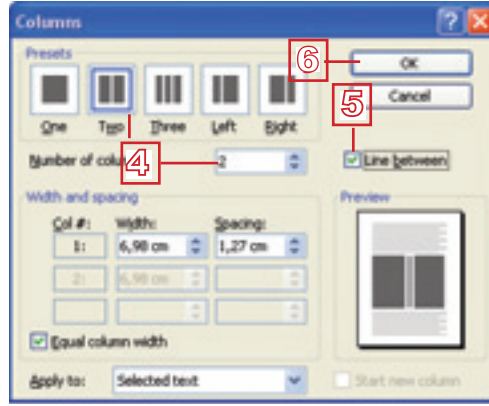 Columns
Presets
6
OK
One Two Three Left Right
5
Cancel
Number of colum
4
2
Line between
Width and spacing
Preview
Col #: Width: Spacing:
1: 6,98 cm 1,27 cm
2: 6,98 cm
Equal column width
Apply to: Selected text
Start new column